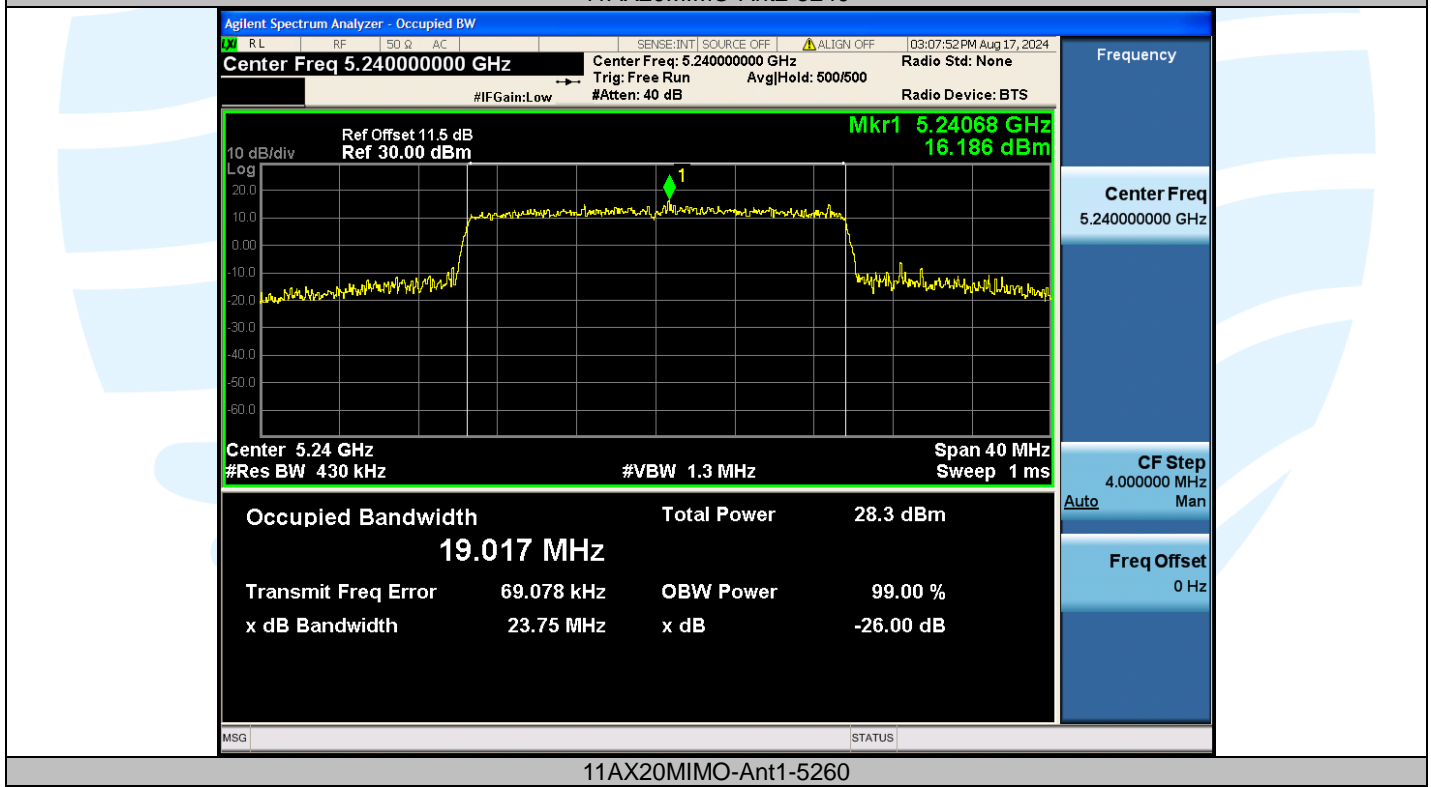 Agilent Spectrum Analyzer - Occupied BW
LXI RL RF 50 Ω AC SENSE:INT SOURCE OFF ALIGN OFF 03:07:52 PM Aug 17, 2024
Center Freq 5.240000000 GHz Center Freq: 5.240000000 GHz Radio Std: None
Trig: Free Run Avg|Hold: 500/500
#IFGain:Low #Atten: 40 dB Radio Device: BTS
Mkr1 5.24068 GHz
16.186 dBm
Ref Offset 11.5 dB
10 dB/div Ref 30.00 dBm
Log
1
20.0
10.0
0.00
-10.0
-20.0
-30.0
-40.0
-50.0
-60.0
Center 5.24 GHz Span 40 MHz
#Res BW 430 kHz #VBW 1.3 MHz Sweep 1 ms
Occupied Bandwidth Total Power 28.3 dBm
19.017 MHz
Transmit Freq Error 69.078 kHz OBW Power 99.00 %
x dB Bandwidth 23.75 MHz x dB -26.00 dB
MSG STATUS
Frequency
Center Freq
5.240000000 GHz
CF Step
4.000000 MHz
Auto Man
Freq Offset
0 Hz
11AX20MIMO-Ant1-5260